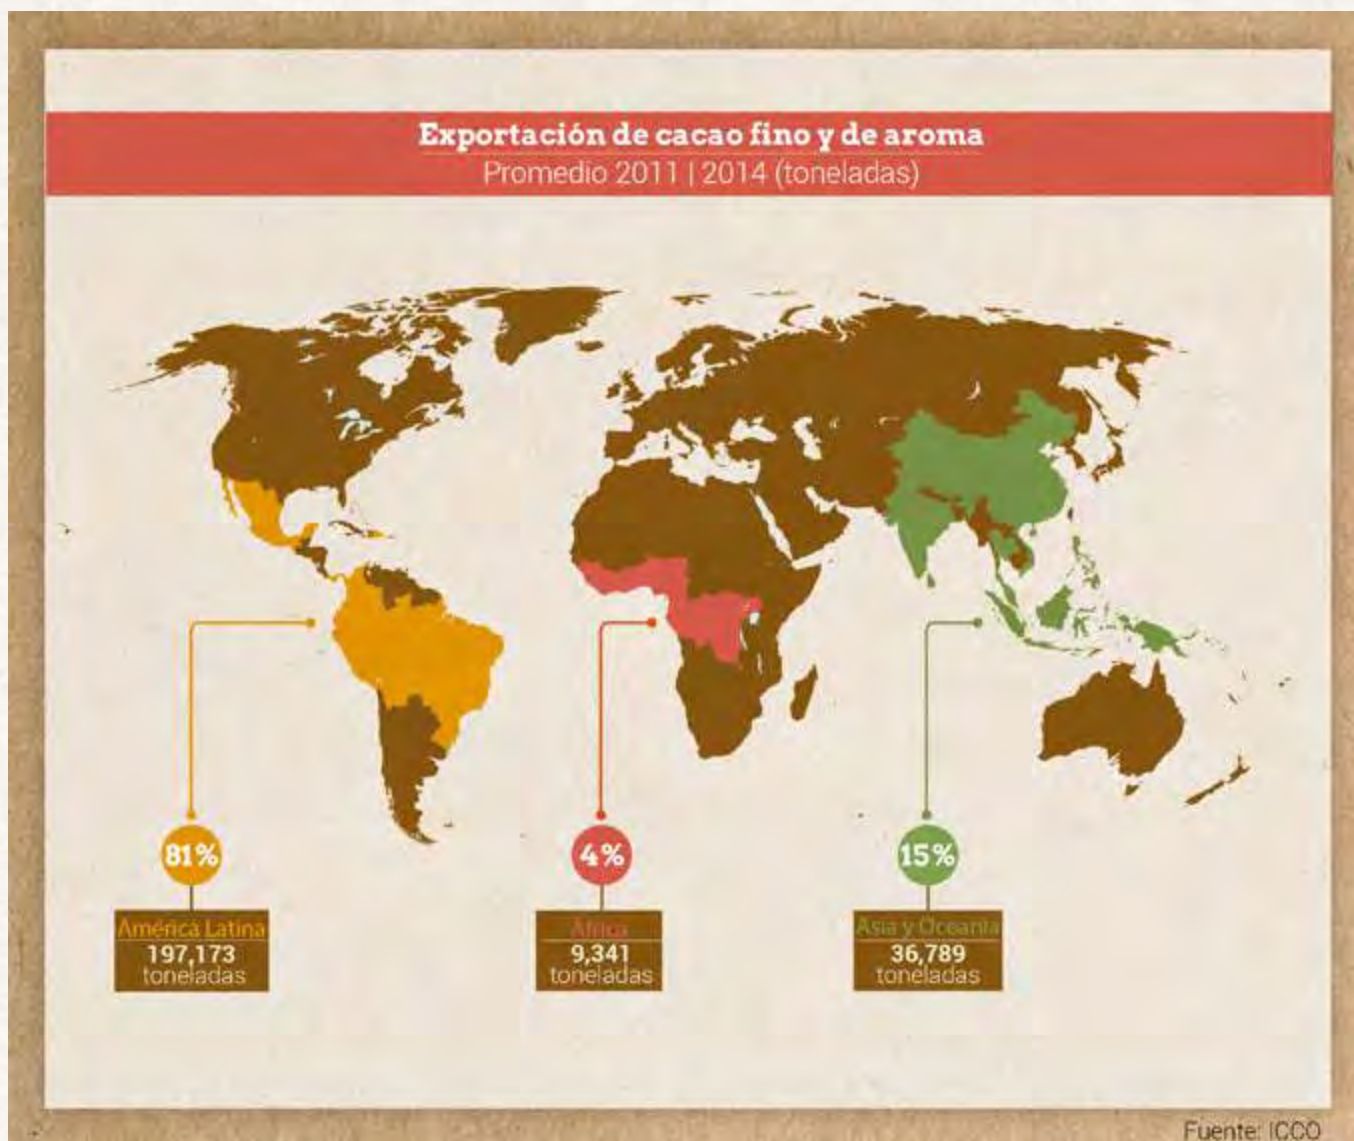 Exportación de cacao fino y de aroma
Promedio 2011 | 2014 (toneladas)
81%
América Latina
197,173
toneladas
4%
África
9,341
toneladas
15%
Asia y Oceanía
36,789
toneladas
Fuente: ICCO